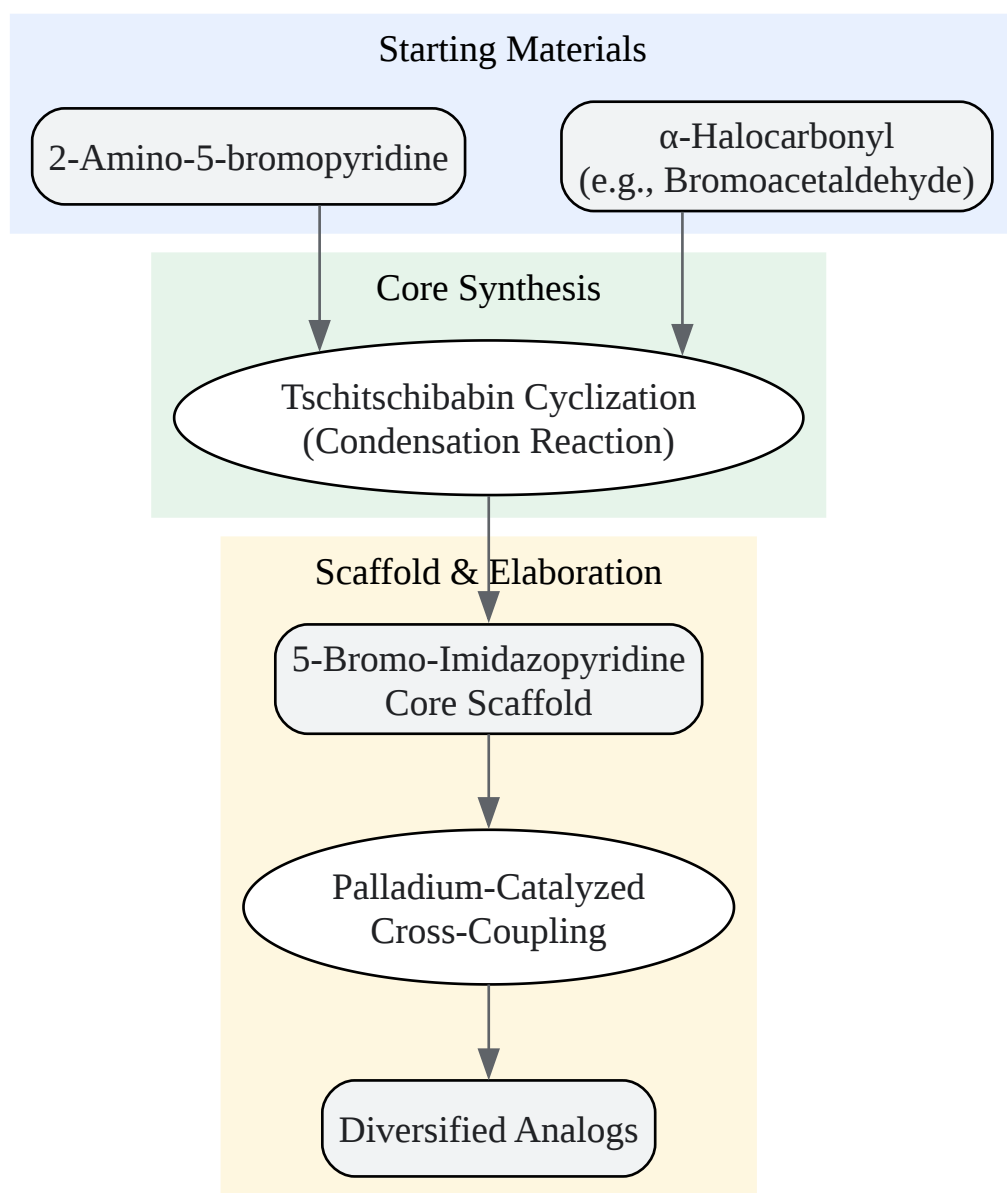 Starting Materials
2-Amino-5-bromopyridine
α-Halocarbonyl
(e.g., Bromoacetaldehyde)
Core Synthesis
Tschitschibabin Cyclization
(Condensation Reaction)
Scaffold & Elaboration
5-Bromo-Imidazopyridine
Core Scaffold
Palladium-Catalyzed
Cross-Coupling
Diversified Analogs